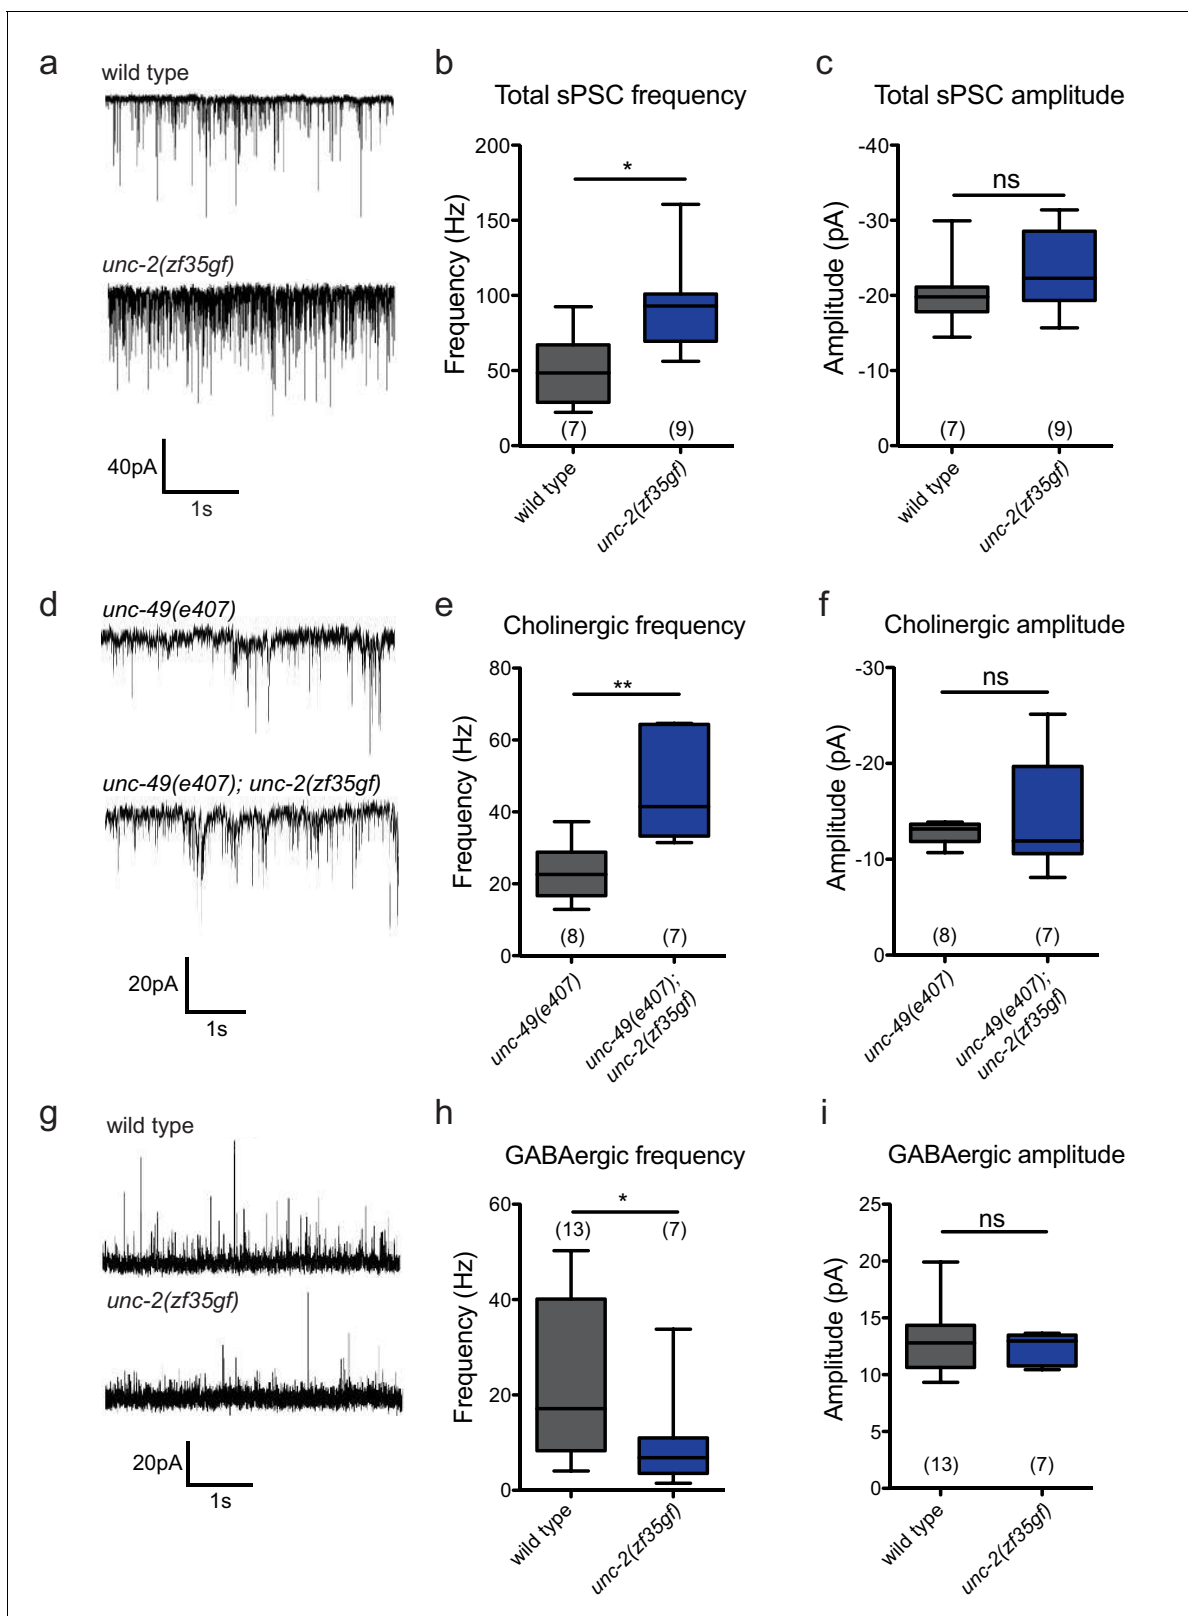 a
wild type
unc-2(zf35gf)
40pA
1s
b
Total sPSC frequency
Frequency (Hz)
200
150
100
50
0
*
(7)
(9)
wild type
unc-2(zf35gf)
c
Total sPSC amplitude
Amplitude (pA)
-40
-30
-20
-10
0
ns
(7)
(9)
wild type
unc-2(zf35gf)
d
unc-49(e407)
unc-49(e407); unc-2(zf35gf)
20pA
1s
e
Cholinergic frequency
Frequency (Hz)
80
60
40
20
0
**
(8)
(7)
unc-49(e407)
unc-49(e407);
unc-2(zf35gf)
f
Cholinergic amplitude
Amplitude (pA)
-30
-20
-10
0
ns
(8)
(7)
unc-49(e407)
unc-49(e407);
unc-2(zf35gf)
g
wild type
unc-2(zf35gf)
20pA
1s
h
GABAergic frequency
Frequency (Hz)
60
40
20
0
*
(13)
(7)
wild type
unc-2(zf35gf)
i
GABAergic amplitude
Amplitude (pA)
25
20
15
10
5
0
ns
(13)
(7)
wild type
unc-2(zf35gf)